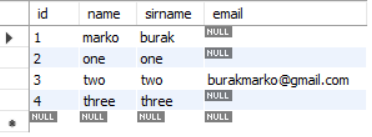 id name sirname email
1 marko burak NULL
2 one one NULL
3 two two burakmarko@gmail.com
4 three three NULL
NULL NULL NULL NULL